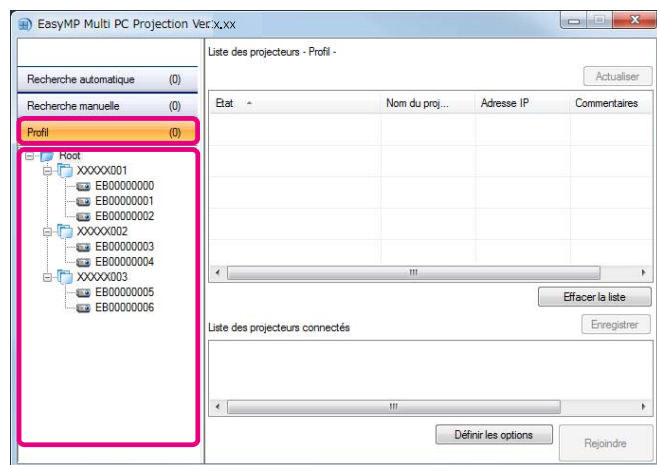 EasyMP Multi PC Projection Ver.x.xx
Liste des projecteurs - Profil -
Recherche automatique (0)
Actualiser
Recherche manuelle (0)
Etat Nom du proj... Adresse IP Commentaires
Profil (0)
Root
XXXXX001
EB00000000
EB00000001
EB00000002
XXXXX002
EB00000003
EB00000004
XXXXX003
EB00000005
EB00000006
Effacer la liste
Liste des projecteurs connectés
Enregistrer
Définir les options
Rejoindre